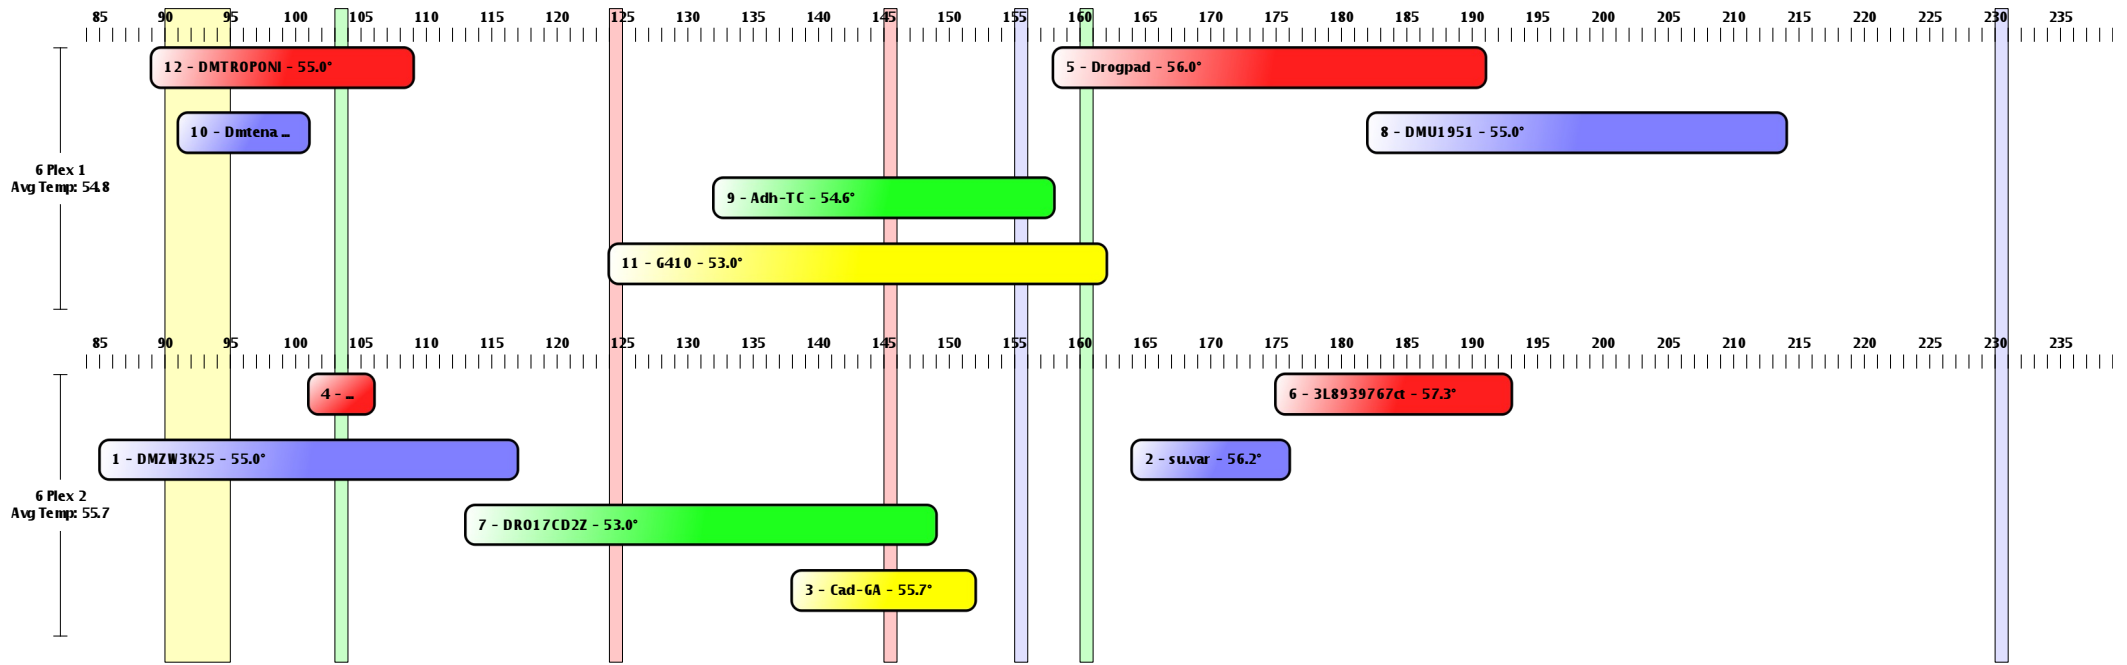 85 90 95 100 105 110 115 120 125 130 135 140 145 150 155 160 165 170 175 180 185 190 195 200 205 210 215 220 225 230 235
12 - DMTROPONI - 55.0° 5 - Drogpad - 56.0°
10 - Dmtena ... 8 - DMU1951 - 55.0°
6 Plex 1
Avg Temp: 54.8
9 - Adh-TC - 54.6°
11 - G410 - 53.0°
85 90 95 100 105 110 115 120 125 130 135 140 145 150 155 160 165 170 175 180 185 190 195 200 205 210 215 220 225 230 235
4 - ... 6 - 3L8939767ct - 57.3°
1 - DMZW3K25 - 55.0° 2 - su.var - 56.2°
6 Plex 2
Avg Temp: 55.7
7 - DRO17CD2Z - 53.0°
3 - Cad-GA - 55.7°